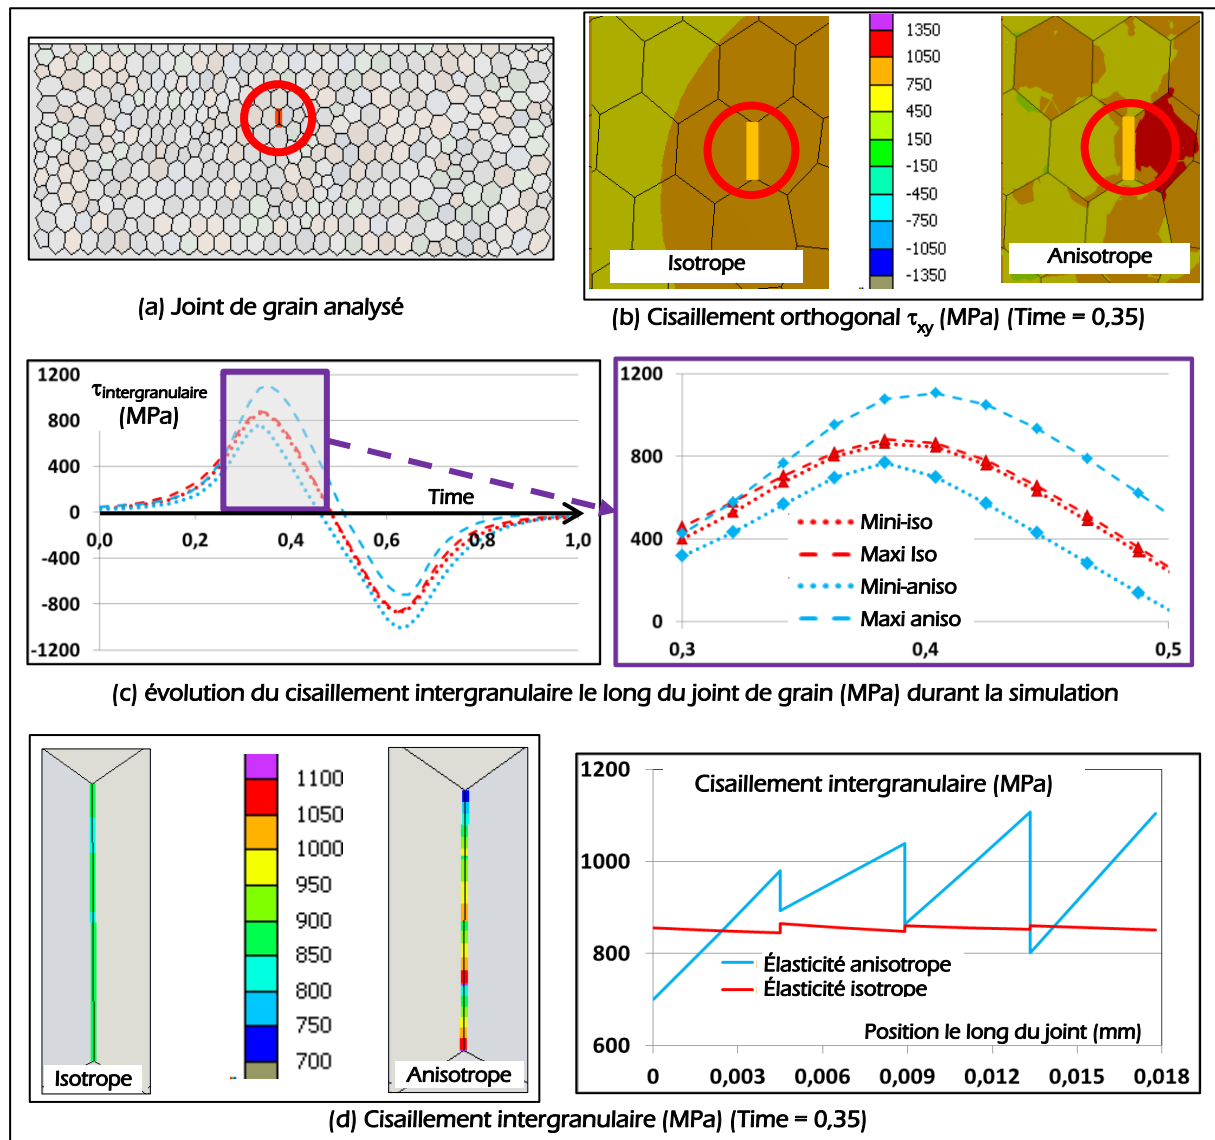 (a) Joint de grain analysé
Isotrope
1350
1050
750
450
150
-150
-450
-750
-1050
-1350
Anisotrope
(b) Cisaillement orthogonal τxy (MPa) (Time = 0,35)
1200
800
400
0
-400
-800
-1200
τintergranulaire
(MPa)
Time
0,0
0,2
0,4
0,6
0,8
1,0
1200
800
400
0
Mini-iso
Maxi Iso
Mini-aniso
Maxi aniso
0,3
0,4
0,5
(c) évolution du cisaillement intergranulaire le long du joint de grain (MPa) durant la simulation
Isotrope
1100
1050
1000
950
900
850
800
750
700
Anisotrope
1200
1000
800
600
Cisaillement intergranulaire (MPa)
Élasticité anisotrope
Élasticité isotrope
Position le long du joint (mm)
0
0,003
0,006
0,009
0,012
0,015
0,018
(d) Cisaillement intergranulaire (MPa) (Time = 0,35)